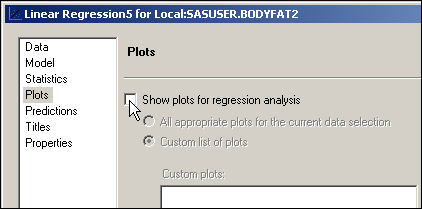 Linear Regression5 for Local:SASUSER.BODYFAT2
Data
Model
Statistics
Plots
Predictions
Titles
Properties
Plots
Show plots for regression analysis
All appropriate plots for the current data selection
Custom list of plots
Custom plots: